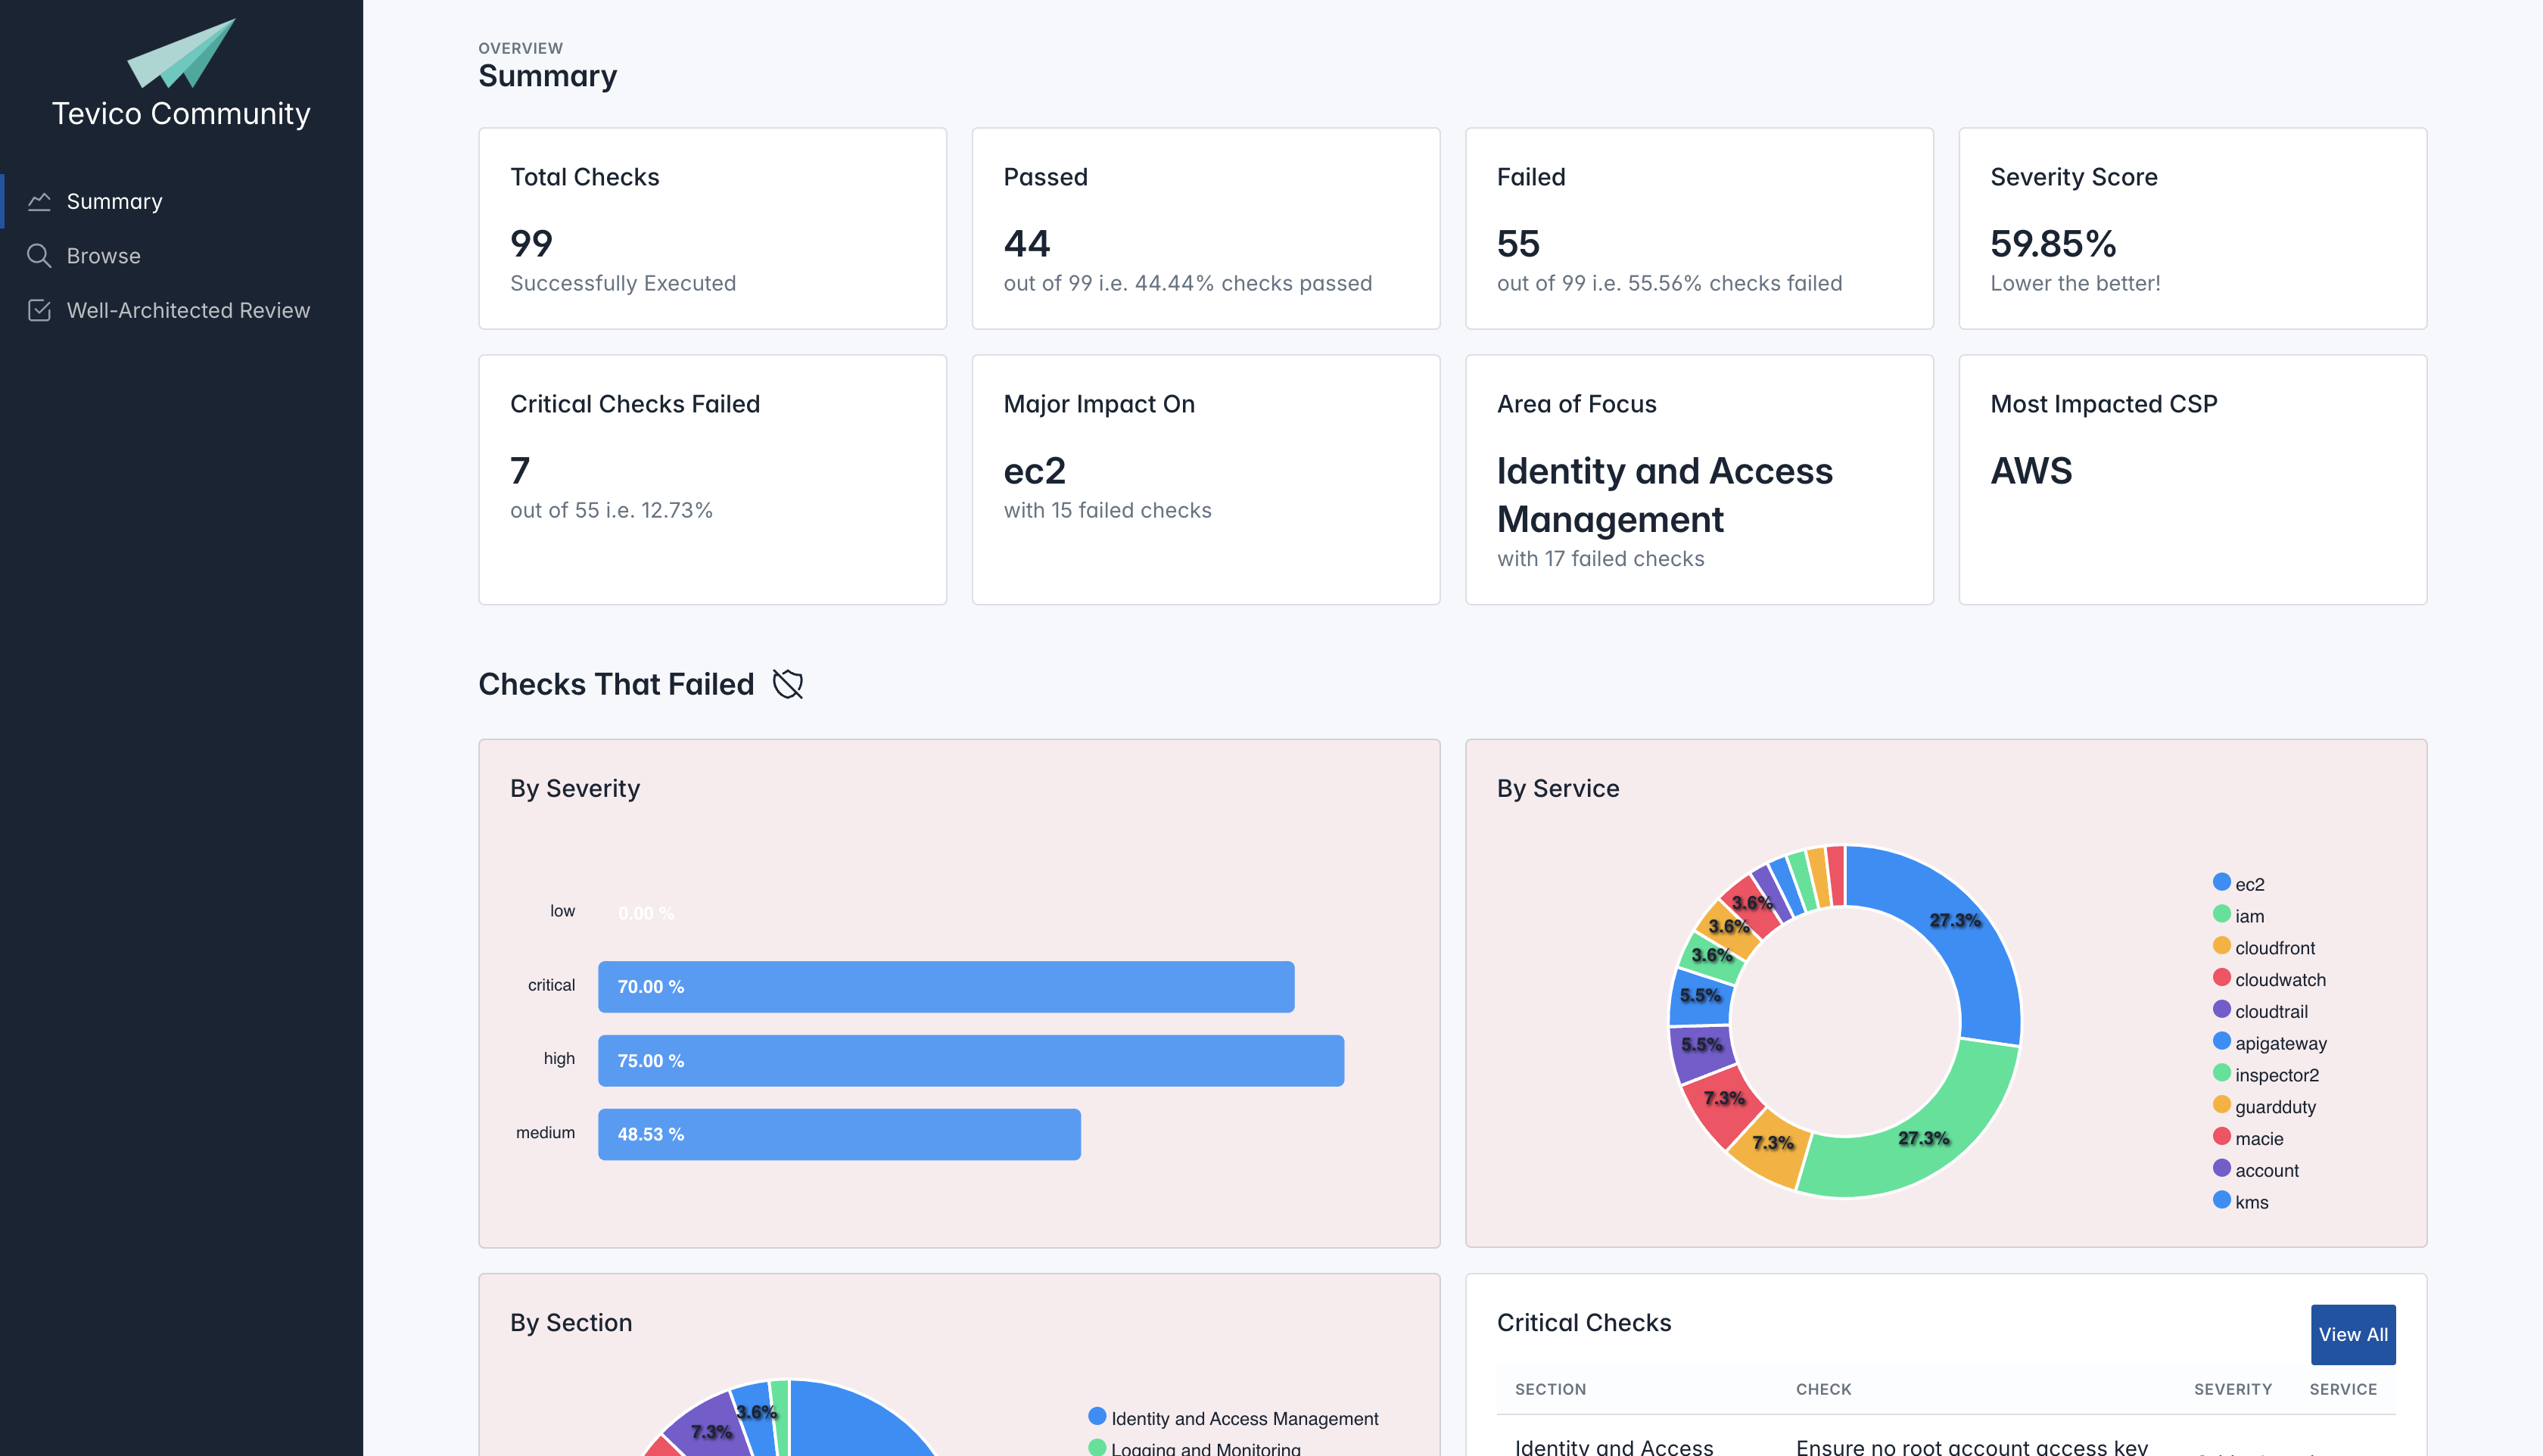 Tevico Community
Summary
Browse
Well-Architected Review
OVERVIEW
Summary
Total Checks
99
Successfully Executed
Passed
44
out of 99 i.e. 44.44% checks passed
Failed
55
out of 99 i.e. 55.56% checks failed
Severity Score
59.85%
Lower the better!
Critical Checks Failed
7
out of 55 i.e. 12.73%
Major Impact On
ec2
with 15 failed checks
Area of Focus
Identity and Access
Management
with 17 failed checks
Most Impacted CSP
AWS
Checks That Failed
By Severity
low
0.00 %
critical
70.00 %
high
75.00 %
medium
48.53 %
By Service
27.3%
27.3%
7.3%
7.3%
5.5%
5.5%
3.6%
3.6%
3.6%
ec2
iam
cloudfront
cloudwatch
cloudtrail
apigateway
inspector2
guardduty
macie
account
kms
By Section
7.3%
3.6%
Identity and Access Management
Logging and Monitoring
Critical Checks
View All
SECTION CHECK SEVERITY SERVICE
Identity and Access Ensure no root account access key